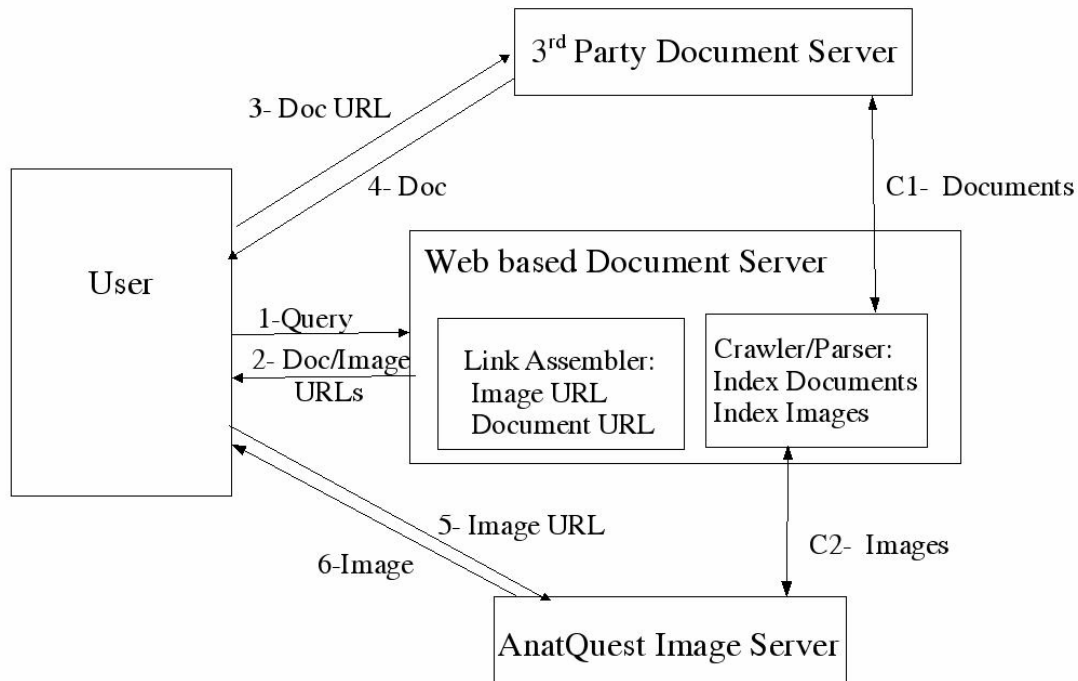 3rd Party Document Server
3- Doc URL
4- Doc
C1- Documents
User
Web based Document Server
1-Query
2- Doc/Image
URLs
Link Assembler:
Image URL
Document URL
Crawler/Parser:
Index Documents
Index Images
5- Image URL
6-Image
C2- Images
AnatQuest Image Server